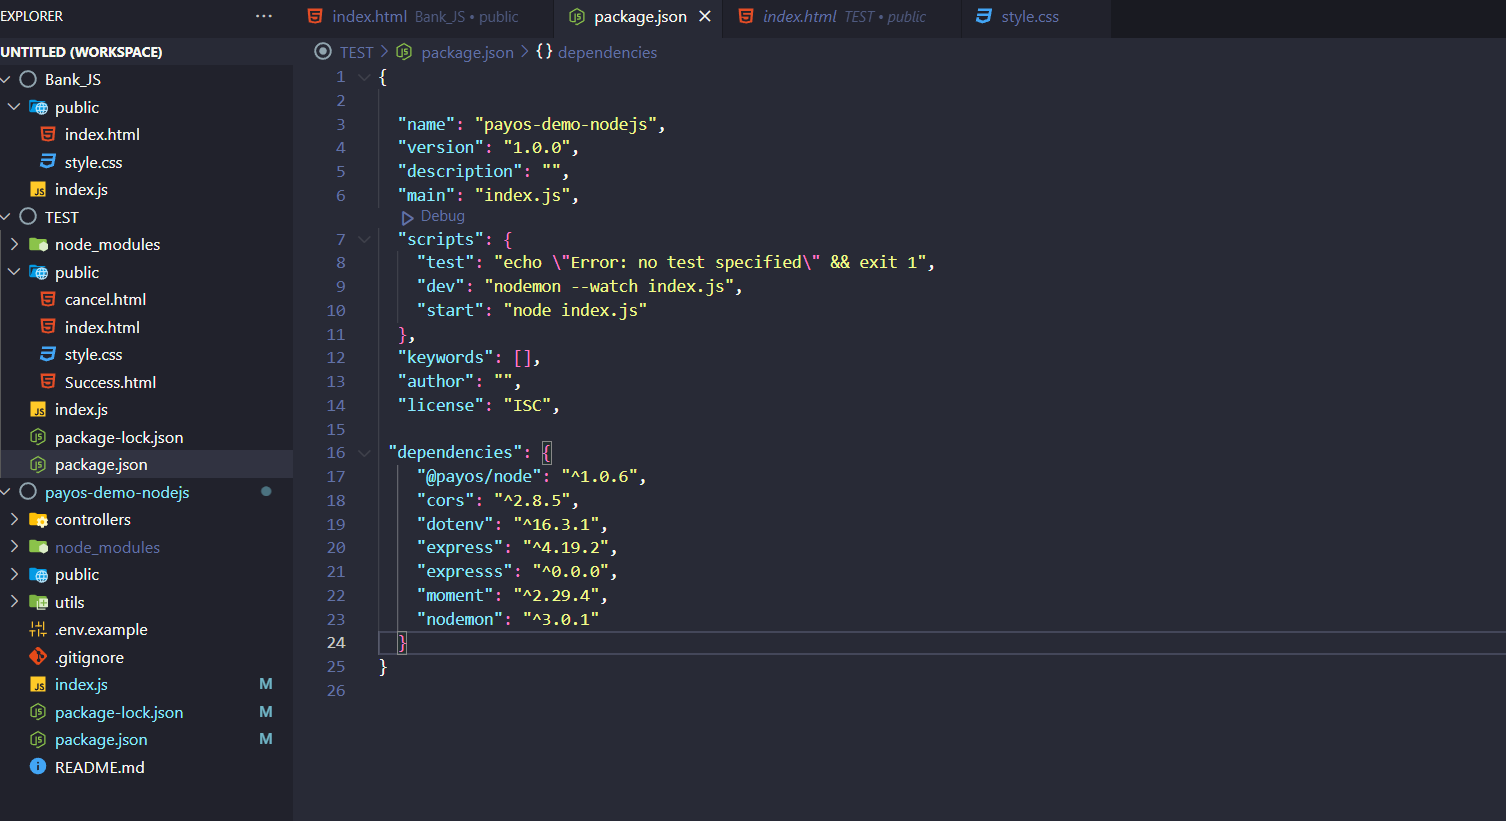 EXPLORER
···
index.html Bank_JS • public
package.json
index.html TEST • public
style.css
UNTITLED (WORKSPACE)
Bank_JS
public
index.html
style.css
index.js
TEST
node_modules
public
cancel.html
index.html
style.css
Success.html
index.js
package-lock.json
package.json
payos-demo-nodejs
controllers
node_modules
public
utils
.env.example
.gitignore
index.js M
package-lock.json M
package.json M
README.md
TEST > package.json > {} dependencies
1 {
2
3 "name": "payos-demo-nodejs",
4 "version": "1.0.0",
5 "description": "",
6 "main": "index.js",
Debug
7 "scripts": {
8 "test": "echo \"Error: no test specified\" && exit 1",
9 "dev": "nodemon --watch index.js",
10 "start": "node index.js"
11 },
12 "keywords": [],
13 "author": "",
14 "license": "ISC",
15
16 "dependencies": {
17 "@payos/node": "^1.0.6",
18 "cors": "^2.8.5",
19 "dotenv": "^16.3.1",
20 "express": "^4.19.2",
21 "expresss": "^0.0.0",
22 "moment": "^2.29.4",
23 "nodemon": "^3.0.1"
24 }
25 }
26